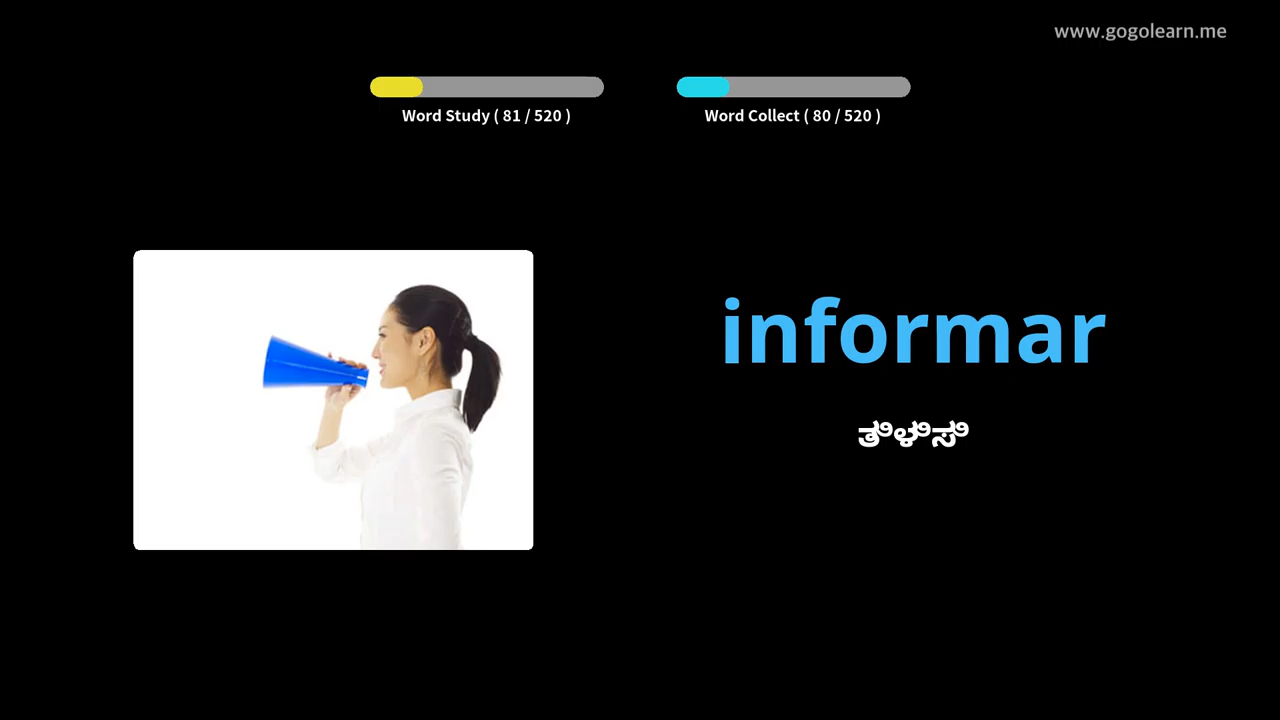 www.gogolearn.me
Word Study ( 81 / 520 )
Word Collect ( 80 / 520 )
informar
ತಿಳಿಸಿ